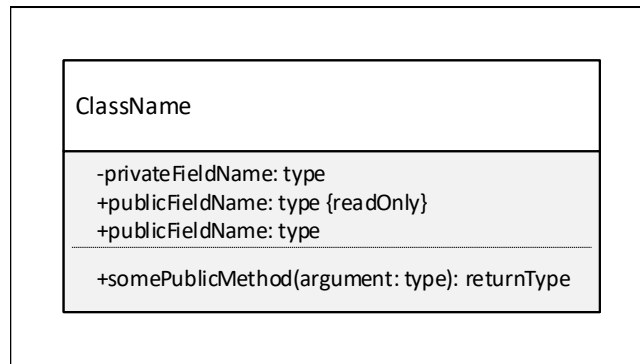 ClassName
-privateFieldName: type
+publicFieldName: type {readOnly}
+publicFieldName: type
+somePublicMethod(argument: type): returnType